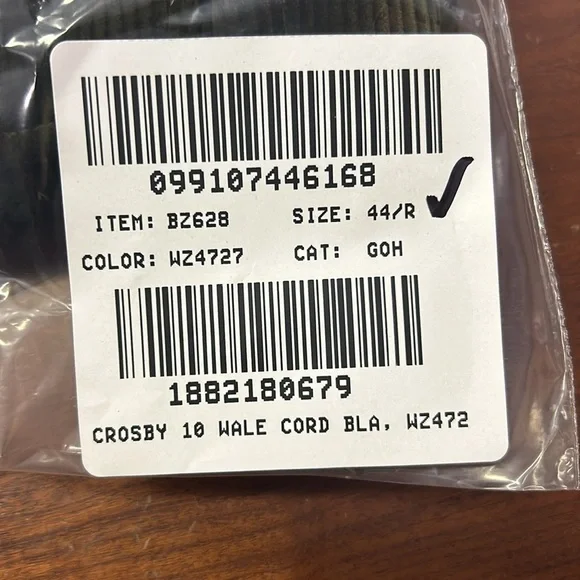 099107446168
ITEM: BZ628 SIZE: 44/R
COLOR: WZ4727 CAT: GOH
1882180679
CROSBY 10 WALE CORD BLA, WZ472